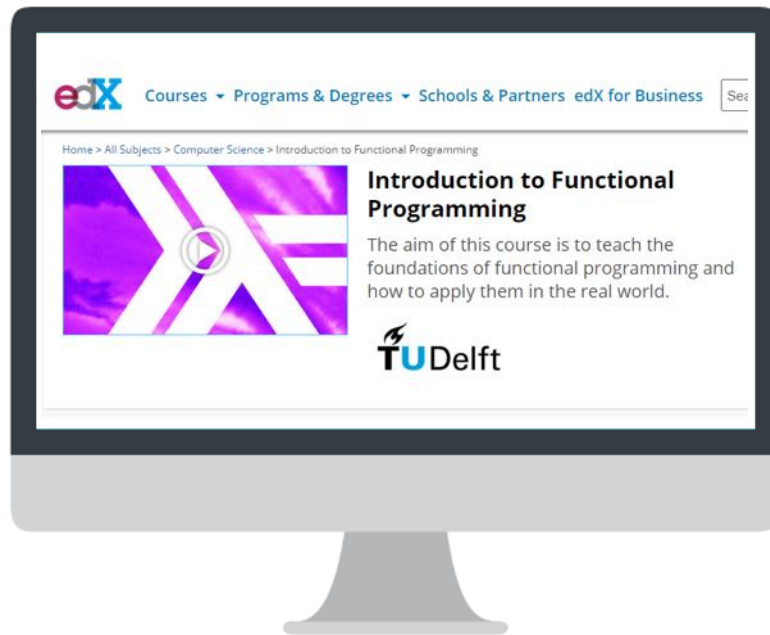 edX
Courses Programs & Degrees Schools & Partners edX for Business Sea
Home > All Subjects > Computer Science > Introduction to Functional Programming
Introduction to Functional
Programming
The aim of this course is to teach the
foundations of functional programming and
how to apply them in the real world.
TUDelft